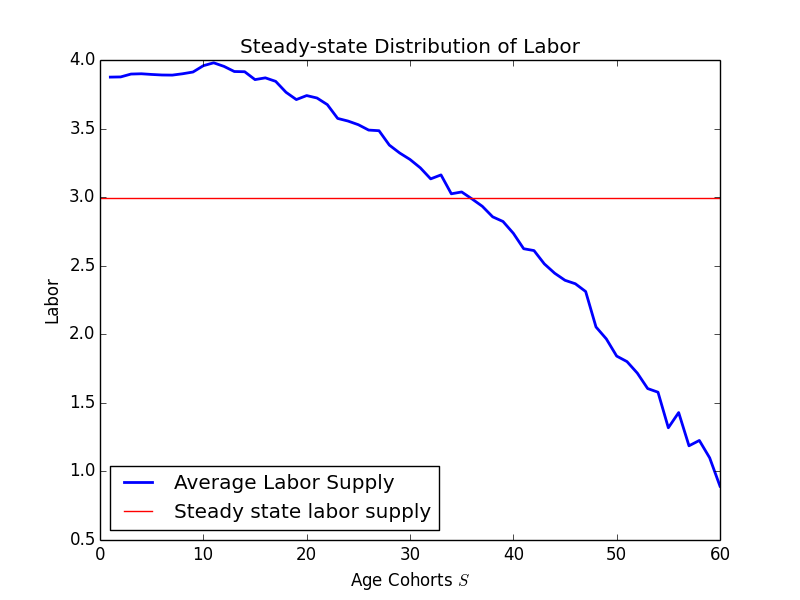 Steady-state Distribution of Labor
4.0
3.5
3.0
2.5
2.0
1.5
1.0
0.5
Labor
Average Labor Supply
Steady state labor supply
0 10 20 30 40 50 60
Age Cohorts S